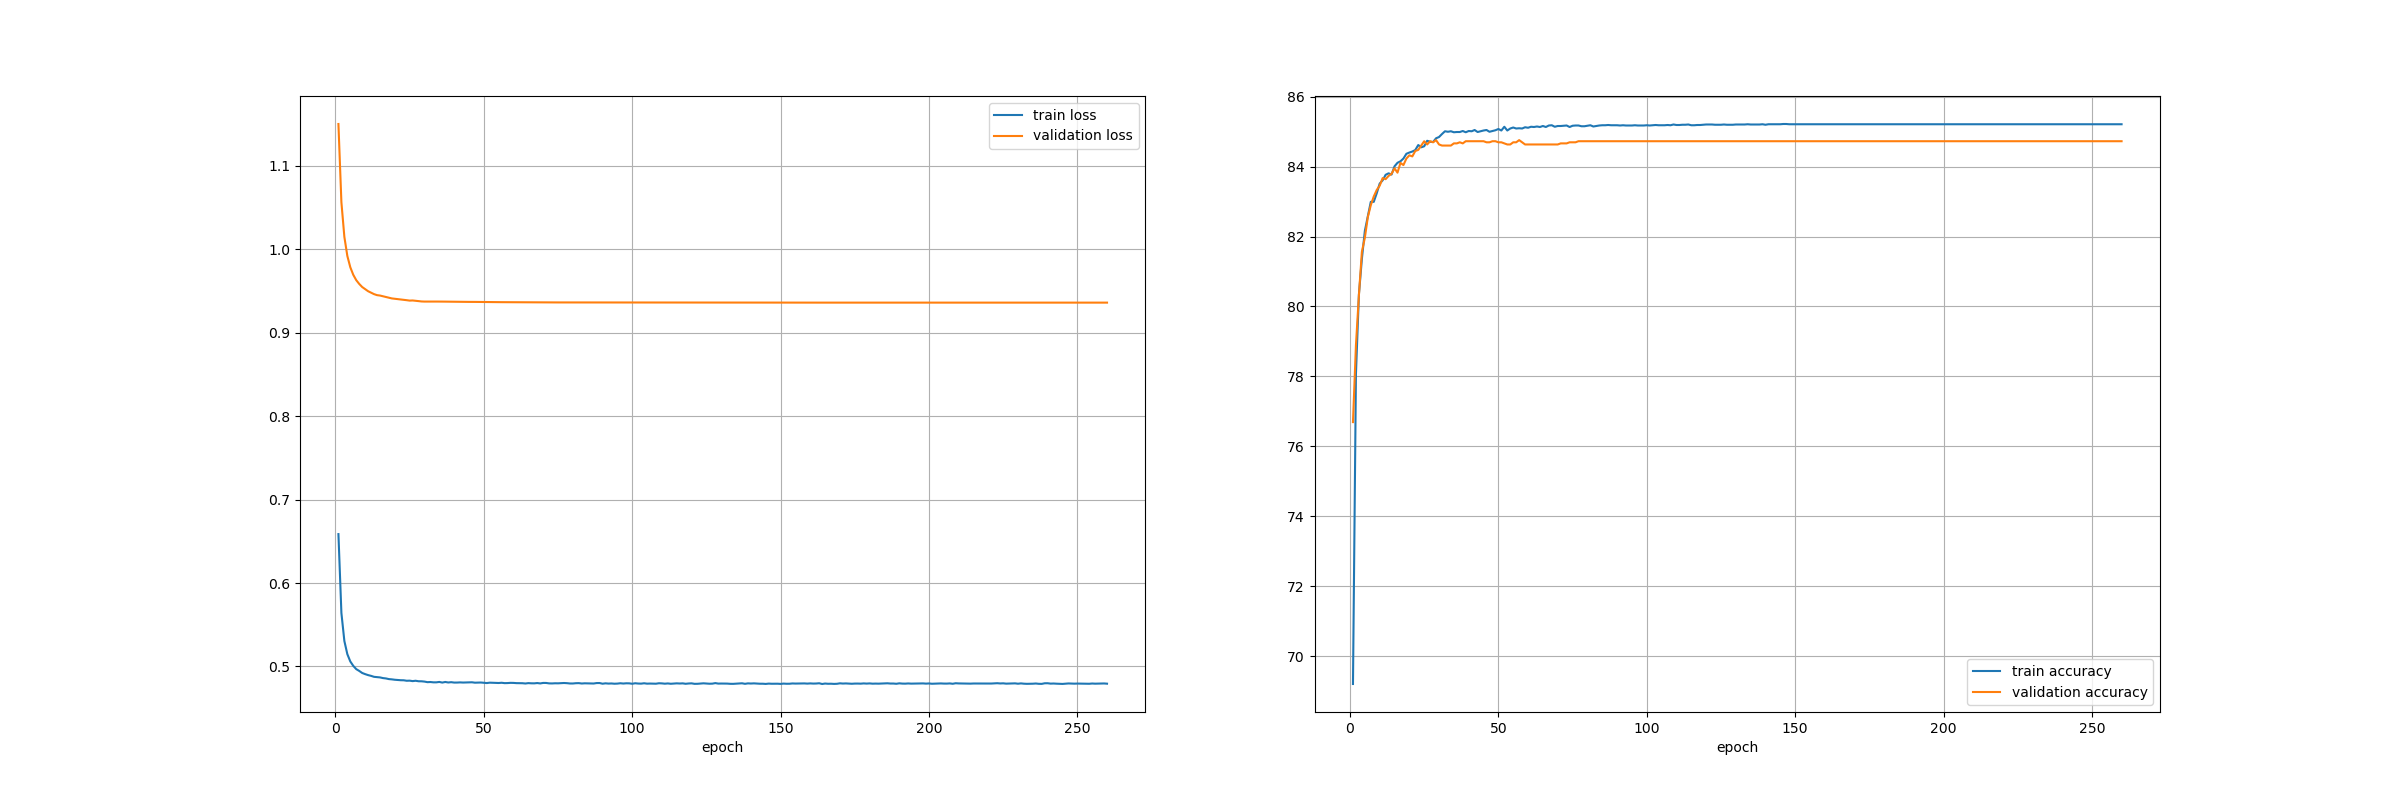 train loss
validation loss
1.1
1.0
0.9
0.8
0.7
0.6
0.5
0 50 100 150 200 250
epoch
86
84
82
80
78
76
74
72
70
train accuracy
validation accuracy
0 50 100 150 200 250
epoch